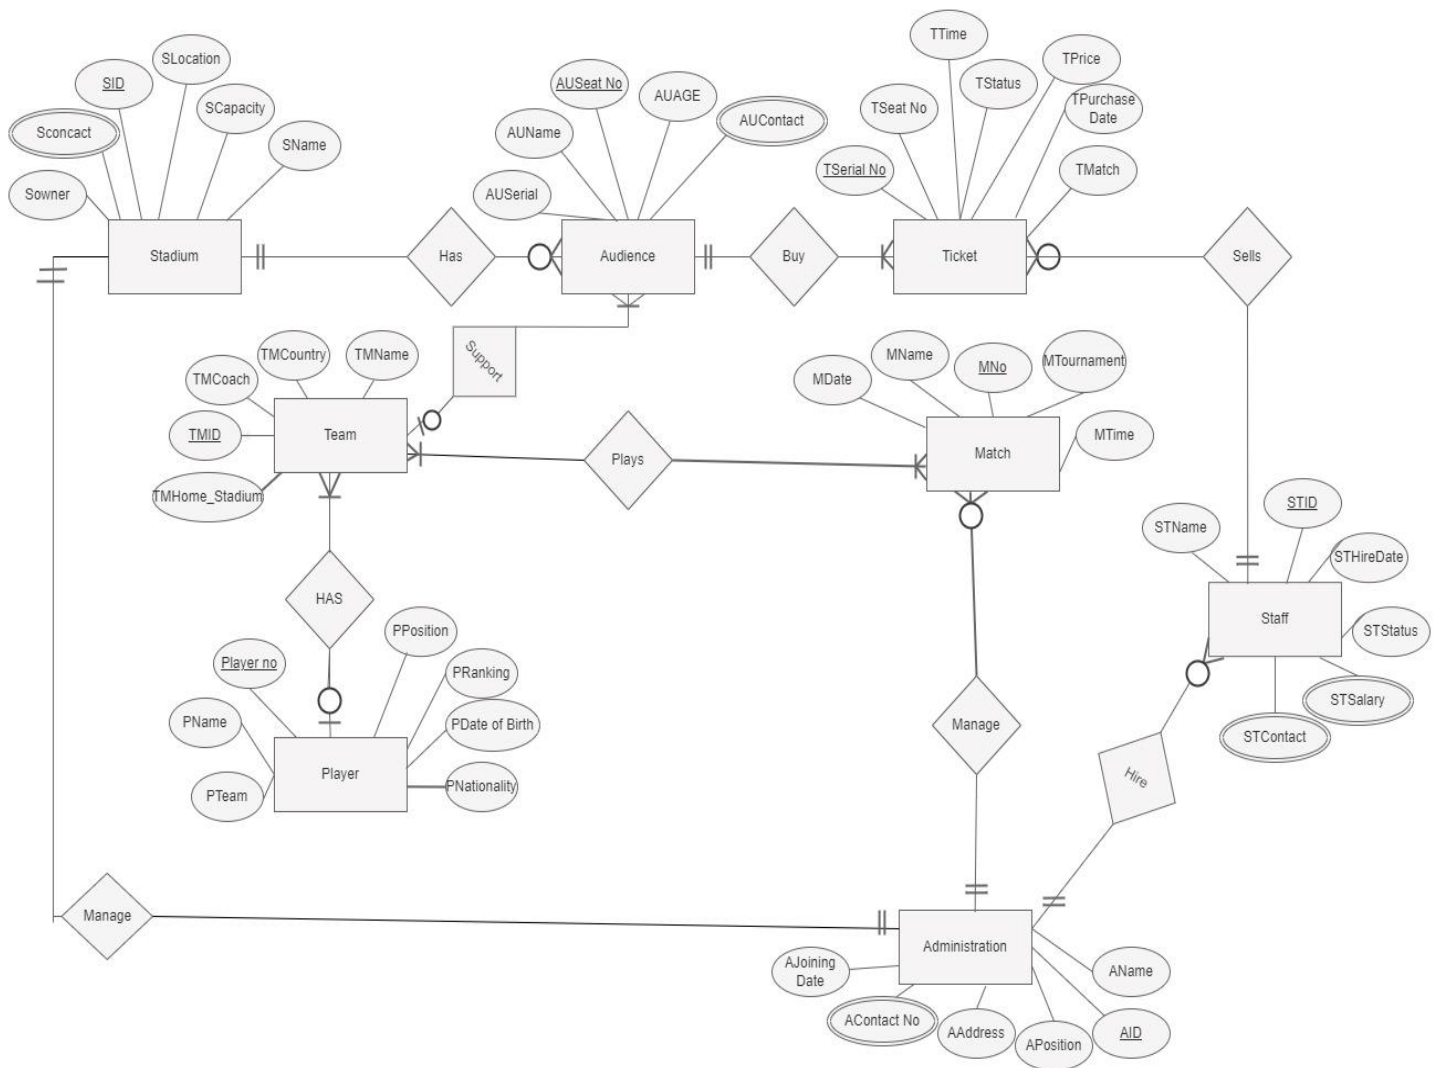 TTime
SLocation
TPrice
SID
AUSeat No
TStatus
AUAGE
TPurchase
Date
SCapacity
TSeat No
AUContact
Sconcact
AUName
SName
TSerial No
TMatch
Sowner
AUSerial
Stadium
Has
Audience
Buy
Ticket
Sells
TMCountry
TMName
MName
MTournament
Support
MNo
TMCoach
MDate
TMID
Team
MTime
Plays
Match
TMHome_Stadium
STID
STName
STHireDate
HAS
Staff
PPosition
STStatus
Player no
PRanking
STSalary
PName
PDate of Birth
Manage
STContact
Player
Hire
PNationality
PTeam
Manage
Administration
AJoining
Date
AName
AContact No
AAddress
APosition
AID